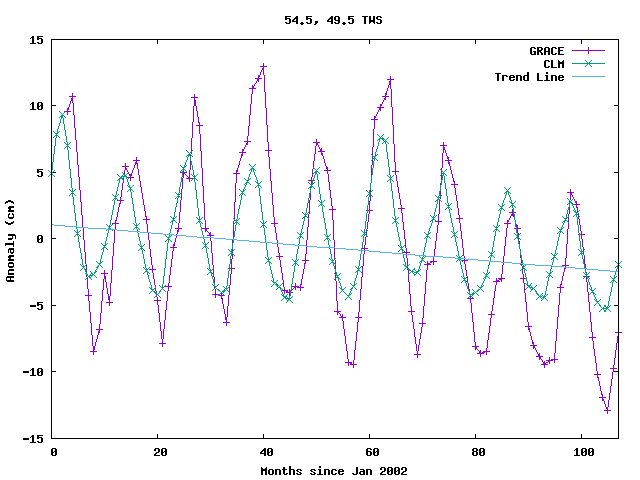 54.5, 49.5 TWS
GRACE
CLM
Trend Line
15
10
5
0
-5
-10
-15
Anomaly (cm)
0 20 40 60 80 100
Months since Jan 2002